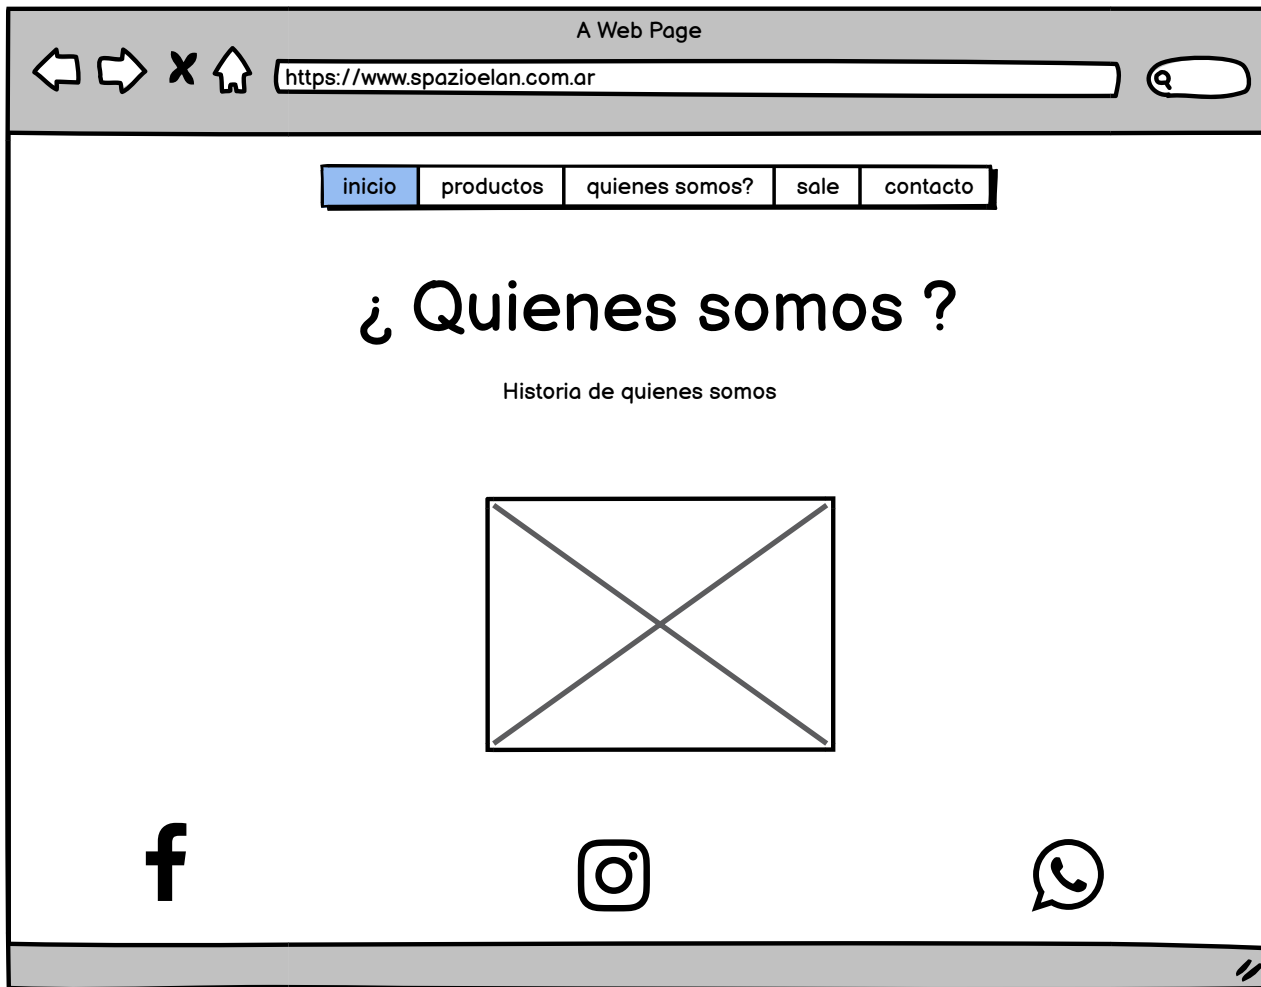 A Web Page
https://www.spazioelan.com.ar
inicio productos quienes somos? sale contacto
¿ Quienes somos ?
Historia de quienes somos